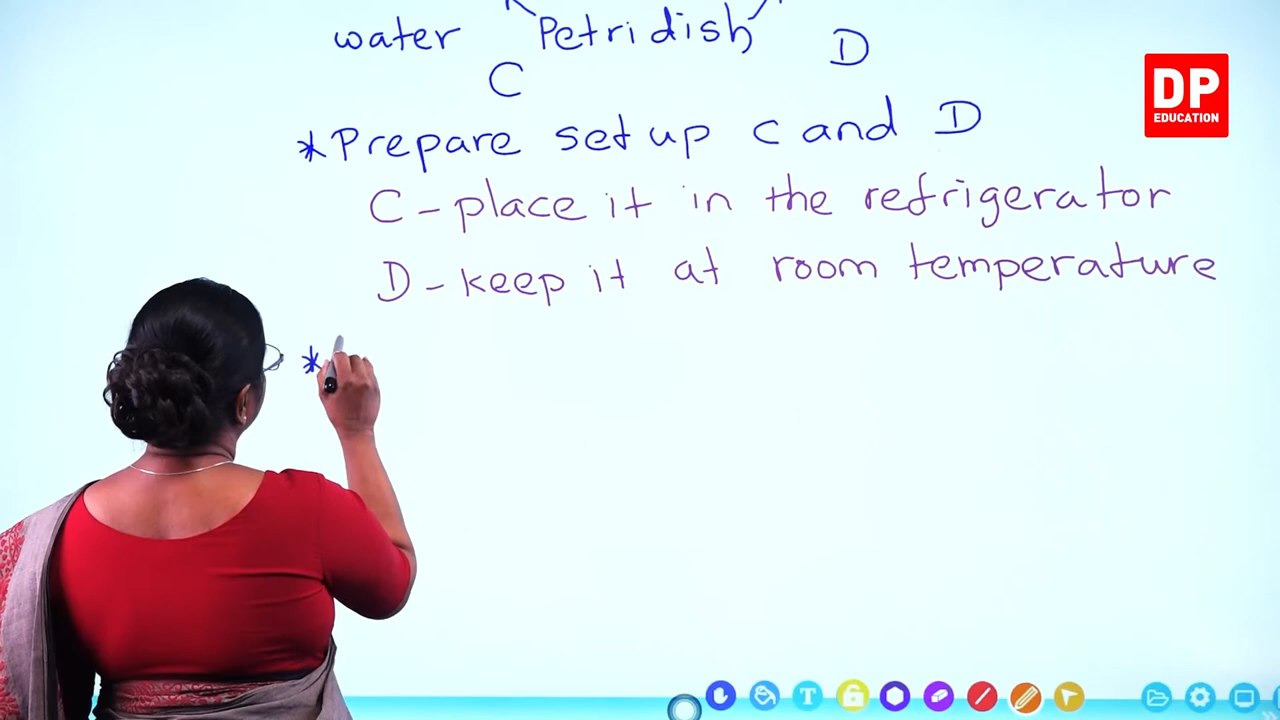 water Petridish D
C
DP
EDUCATION
*Prepare set up C and D
C - place it in the refrigerator
D - keep it at room temperature
*
T